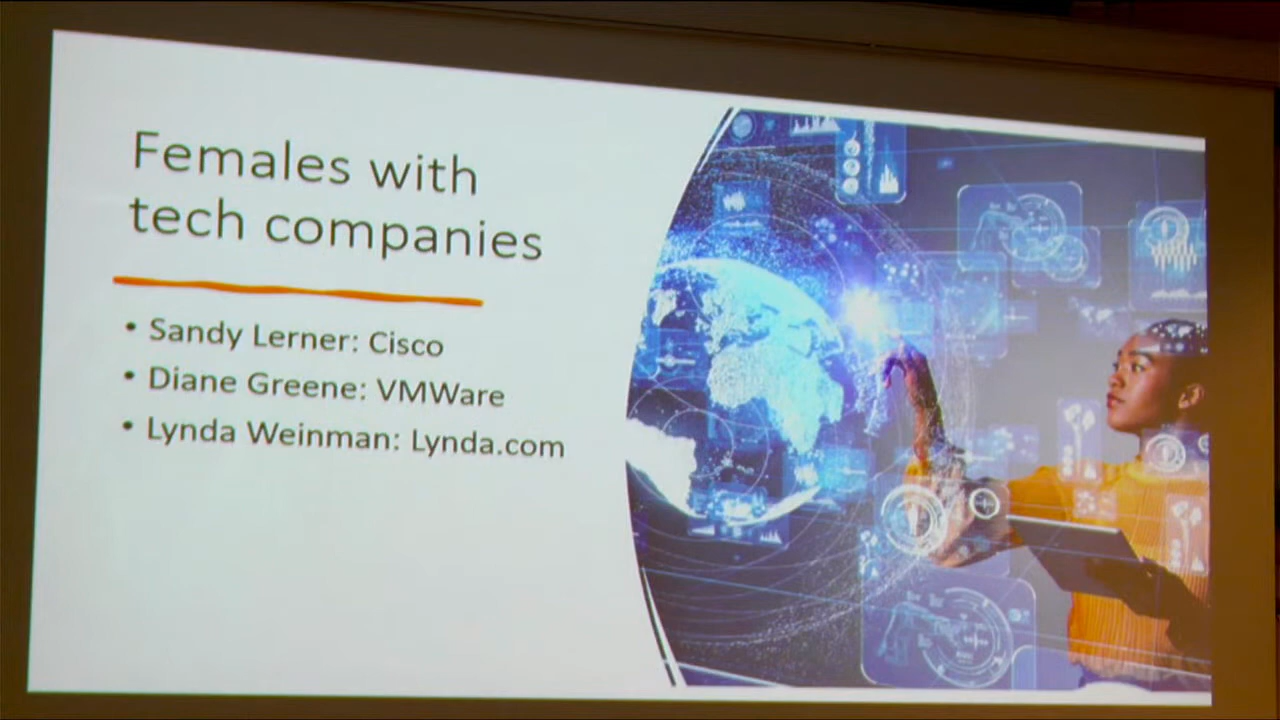 Females with
tech companies
• Sandy Lerner: Cisco
• Diane Greene: VMWare
• Lynda Weinman: Lynda.com